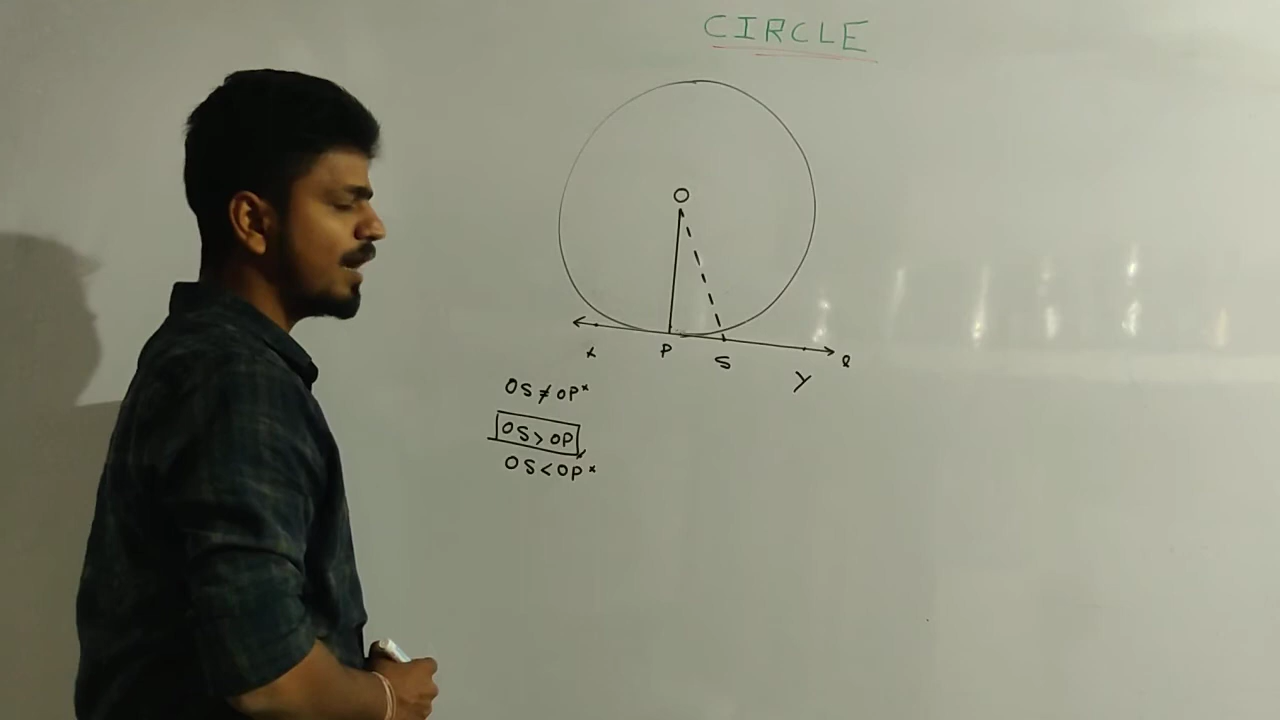 CIRCLE
O
X P S Y l
OS ≠ OP ×
OS > OP
OS < OP ×